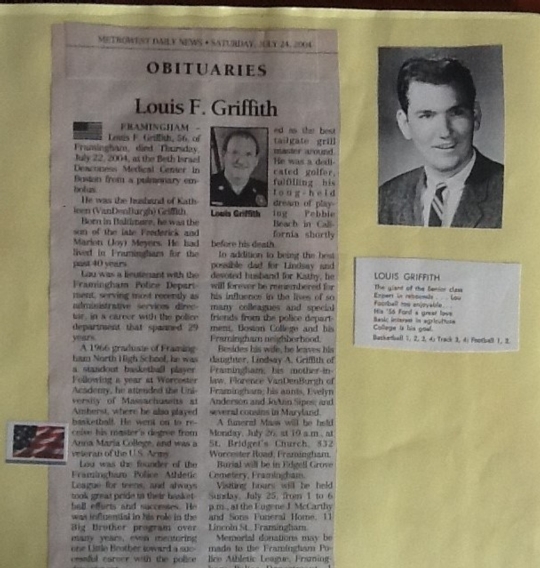 METROWEST DAILY NEWS • SATURDAY, JULY 24, 2004
OBITUARIES
Louis F. Griffith
FRAMINGHAM –
Louis F. Griffith, 56, of
Framingham, died Thursday,
July 22, 2004, at the Beth Israel
Deaconess Medical Center in
Boston from a pulmonary em-
bolus.
He was the husband of Kath-
leen (VanDenBurgh) Griffith.
Born in Baltimore, he was the
son of the late Frederick and
Marion (Joy) Meyers. He had
lived in Framingham for the
past 40 years.
Lou was a lieutenant with the
Framingham Police Depart-
ment, serving most recently as
administrative services direc-
tor, in a career with the police
department that spanned 29
years.
A 1966 graduate of Framing-
ham North High School, he was
a standout basketball player.
Following a year at Worcester
Academy, he attended the Uni-
versity of Massachusetts at
Amherst, where he also played
basketball. He went on to re-
ceive his master's degree from
Anna Maria College, and was a
veteran of the U.S. Army.
Lou was the founder of the
Framingham Police Athletic
League for teens, and always
took great pride in their basket-
ball efforts and successes. He
was influential in his role in the
Big Brother program over
many years, even mentoring
one Little Brother toward a suc-
cessful career with the police
Louis Griffith
ed as the best
tailgate grill
master around.
He was a dedi-
cated golfer,
fulfilling his
long-held
dream of play-
ing Pebble
Beach in Cali-
fornia shortly
before his death.
In addition to being the best
possible dad for Lindsay and
devoted husband for Kathy, he
will forever be remembered for
his influence in the lives of so
many colleagues and special
friends from the police depart-
ment, Boston College and his
Framingham neighborhood.
Besides his wife, he leaves his
daughter, Lindsay A. Griffith of
Framingham; his mother-in-
law, Florence VanDenBurgh of
Framingham; his aunts, Evelyn
Anderson and JoAnn Sipes; and
several cousins in Maryland.
A funeral Mass will be held
Monday, July 26, at 10 a.m., at
St. Bridget's Church, 832
Worcester Road, Framingham.
Burial will be in Edgell Grove
Cemetery, Framingham.
Visiting hours will be held
Sunday, July 25, from 1 to 6
p.m., at the Eugene J. McCarthy
and Sons Funeral Home, 11
Lincoln St., Framingham.
Memorial donations may be
made to the Framingham Po-
lice Athletic League, Framing-
LOUIS GRIFFITH
The giant of the Senior class
Expert in rebounds . . . Lou
Football too enjoyable
His '56 Ford a great love
Basic interest in agriculture
College is his goal.
Basketball 1, 2, 3, 4; Track 3, 4; Football 1, 2.